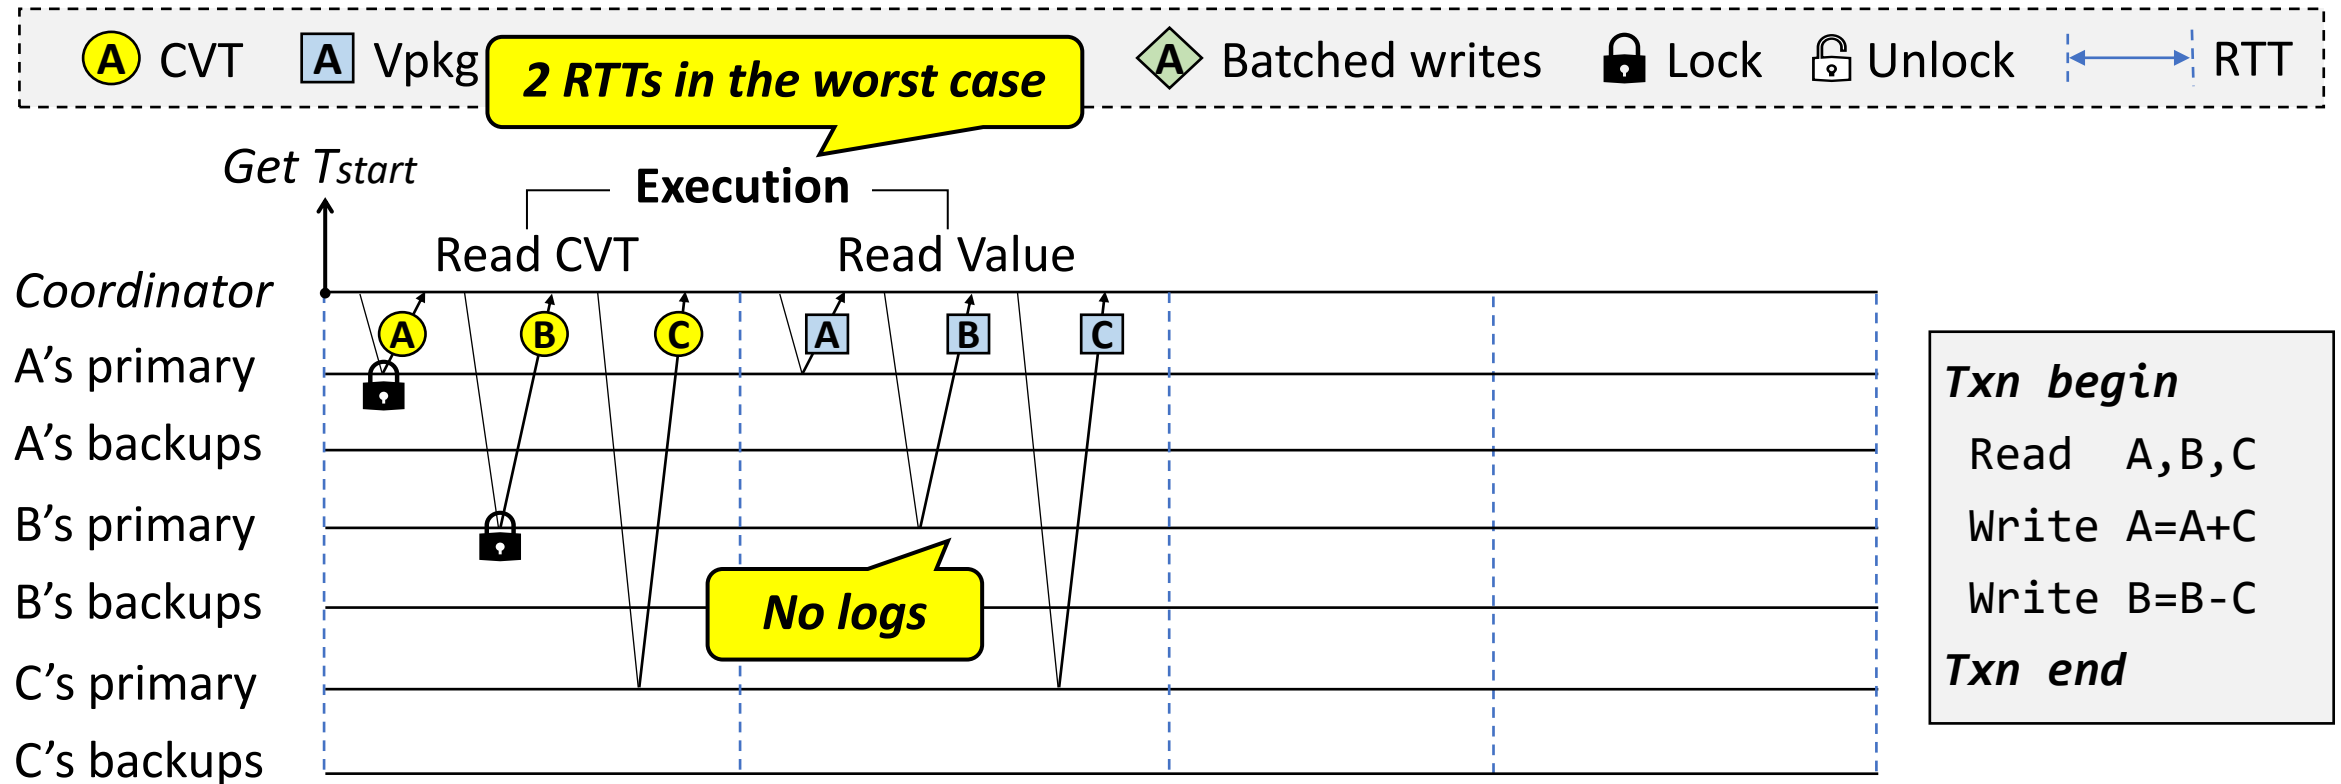 A CVT A Vpkg 2 RTTs in the worst case A Batched writes Lock Unlock RTT
Get Tstart
Execution
Read CVT Read Value
Coordinator
A B C A B C
A's primary
A's backups
B's primary
B's backups
No logs
C's primary
C's backups
Txn begin
Read A,B,C
Write A=A+C
Write B=B-C
Txn end